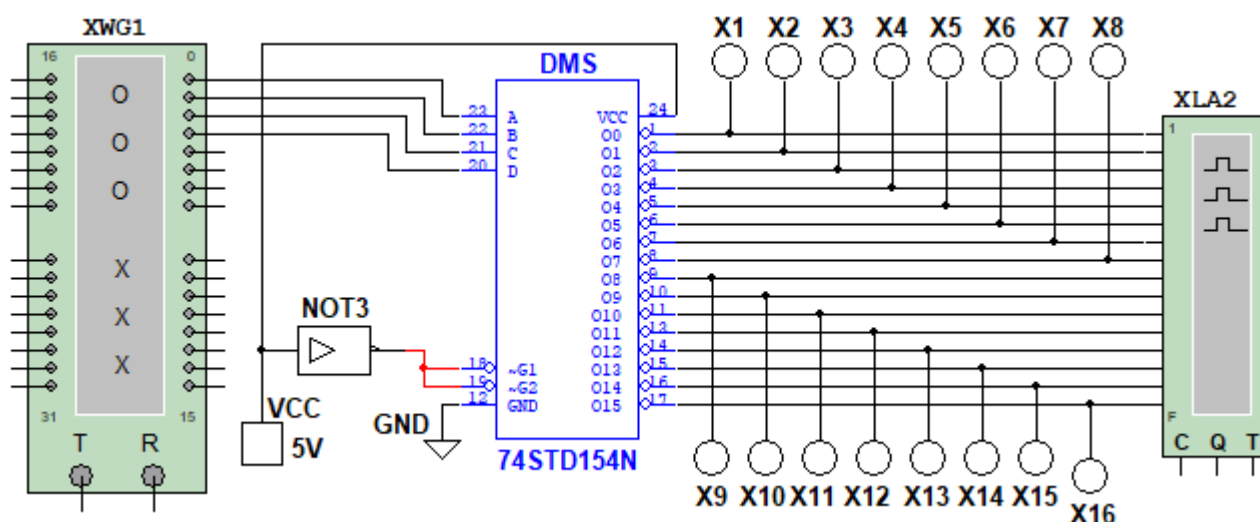 XWG1
16
0
O
O
O
X
X
X
31
15
T
R
VCC
5V
NOT3
GND
DMS
23
A
22
B
21
C
20
D
18
~G1
19
~G2
12
GND
VCC
24
O0
1
O1
2
O2
3
O3
4
O4
5
O5
6
O6
7
O7
8
O8
9
O9
10
O10
11
O11
13
O12
14
O13
15
O14
16
O15
17
74STD154N
X1
X2
X3
X4
X5
X6
X7
X8
X9
X10
X11
X12
X13
X14
X15
X16
XLA2
1
F
C
Q
T